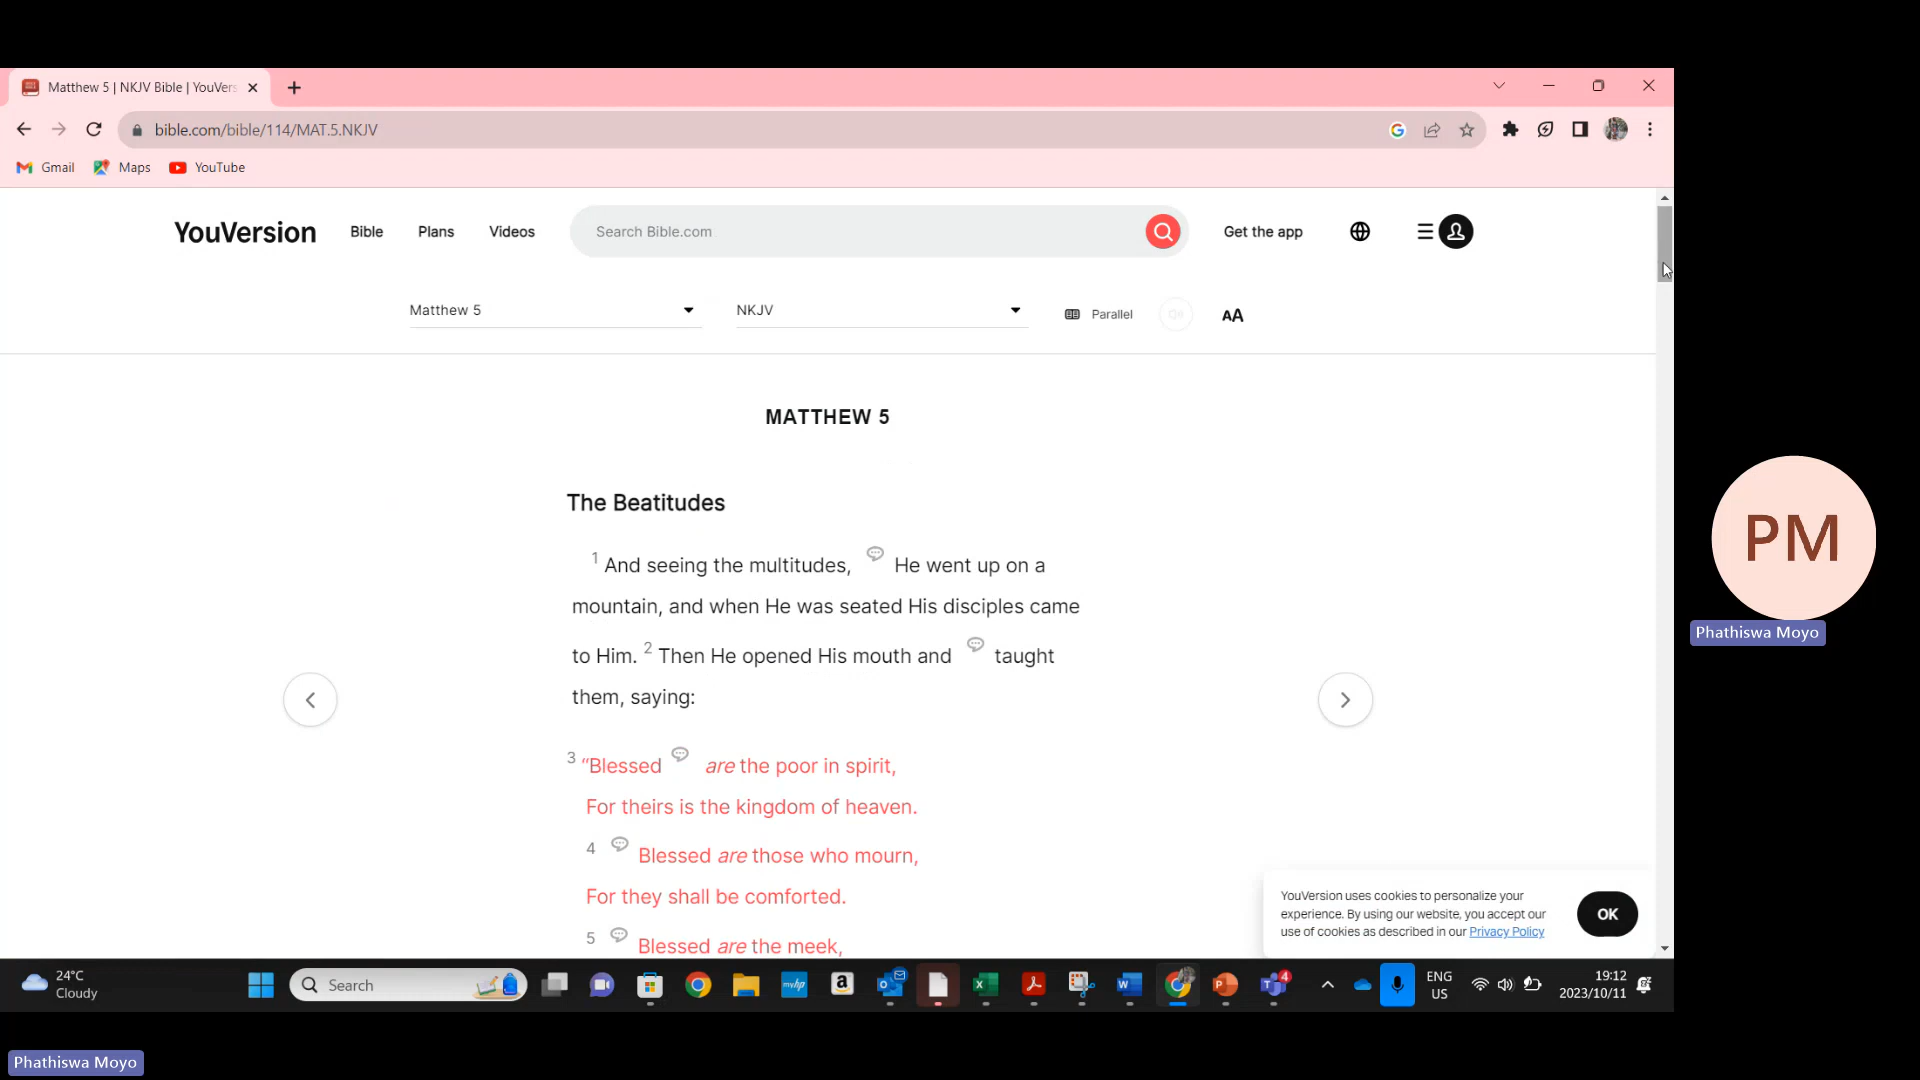 Matthew 5 | NKJV Bible | YouVers
bible.com/bible/114/MAT.5.NKJV
Gmail Maps YouTube
YouVersion Bible Plans Videos Search Bible.com Get the app
Matthew 5 NKJV Parallel AA
MATTHEW 5
The Beatitudes
1 And seeing the multitudes, He went up on a
mountain, and when He was seated His disciples came
to Him. 2 Then He opened His mouth and taught
them, saying:
3 “Blessed are the poor in spirit,
For theirs is the kingdom of heaven.
4 Blessed are those who mourn,
For they shall be comforted.
5 Blessed are the meek,
YouVersion uses cookies to personalize your
experience. By using our website, you accept our
use of cookies as described in our Privacy Policy
OK
PM
Phathiswa Moyo
24°C
Cloudy
Search
myhp
4
ENG
US
19:12
2023/10/11
Phathiswa Moyo